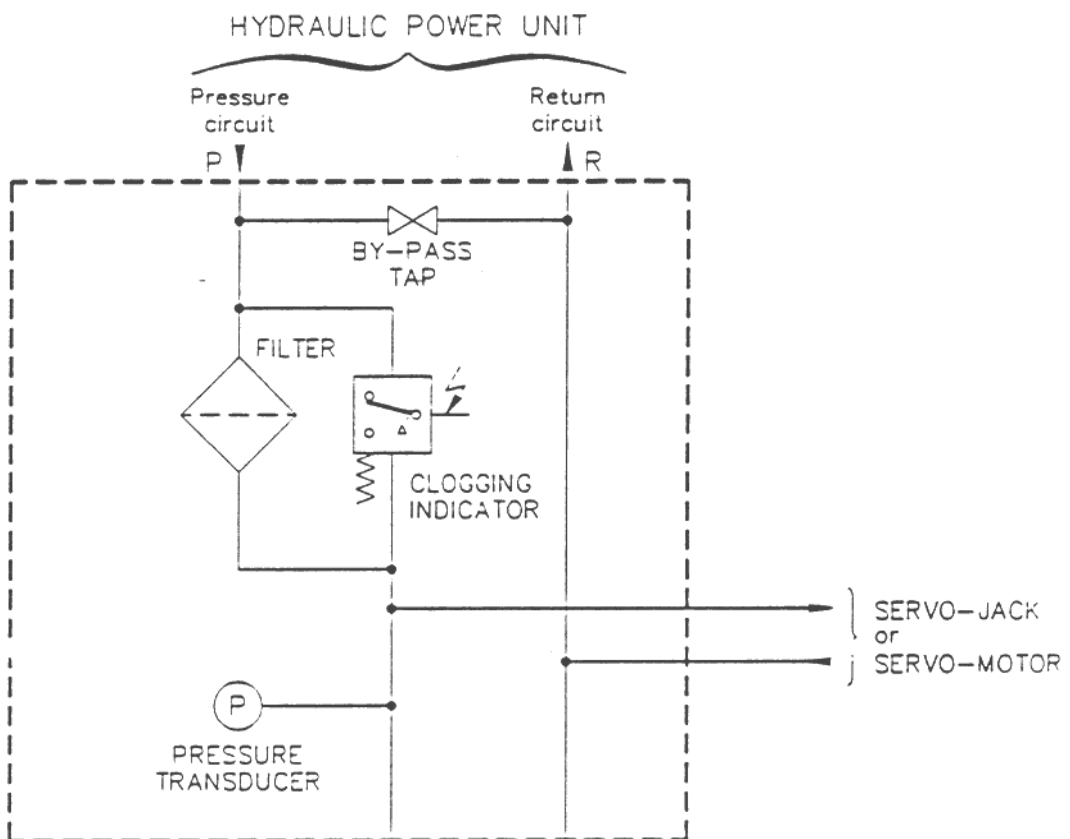 HYDRAULIC POWER UNIT
Pressure
circuit
Return
circuit
P
R
BY-PASS
TAP
FILTER
CLOGGING
INDICATOR
SERVO-JACK
or
SERVO-MOTOR
P
PRESSURE
TRANSDUCER